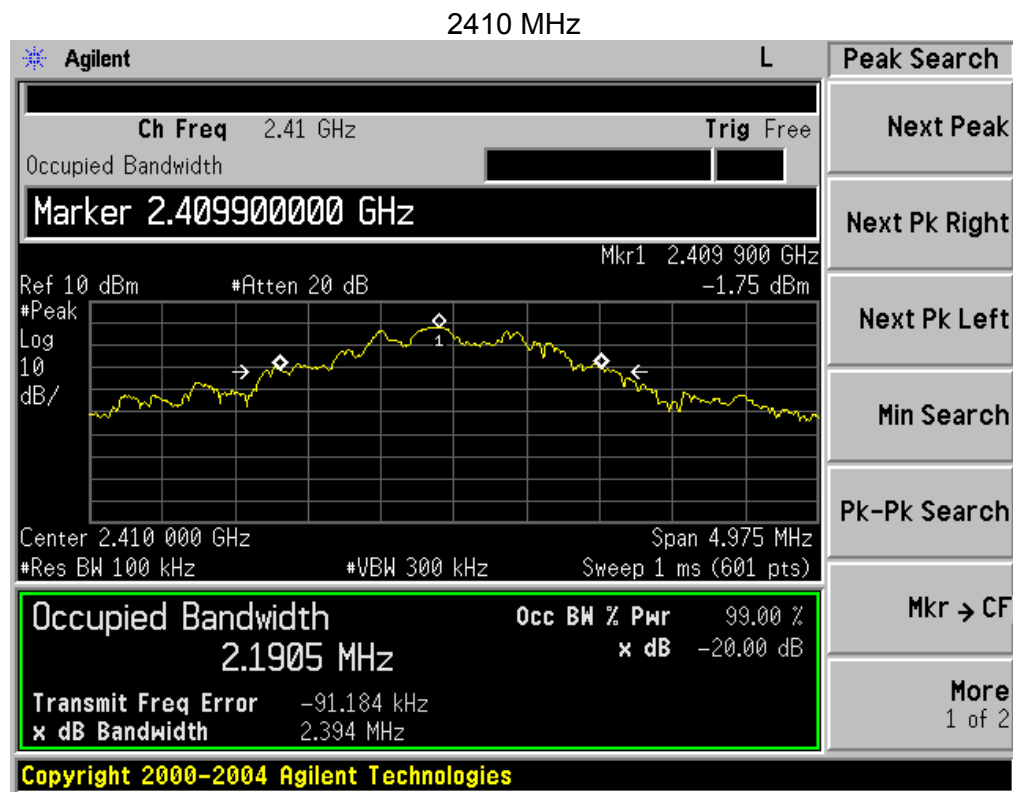 2410 MHz
Agilent L Peak Search
Ch Freq 2.41 GHz Trig Free
Occupied Bandwidth
Marker 2.409900000 GHz
Mkr1 2.409 900 GHz
Ref 10 dBm #Atten 20 dB -1.75 dBm
#Peak
Log
10
dB/
1
Center 2.410 000 GHz Span 4.975 MHz
#Res BW 100 kHz #VBW 300 kHz Sweep 1 ms (601 pts)
Occupied Bandwidth Occ BW % Pwr 99.00 %
2.1905 MHz x dB -20.00 dB
Transmit Freq Error -91.184 kHz
x dB Bandwidth 2.394 MHz
Next Peak
Next Pk Right
Next Pk Left
Min Search
Pk-Pk Search
Mkr → CF
More
1 of 2
Copyright 2000-2004 Agilent Technologies